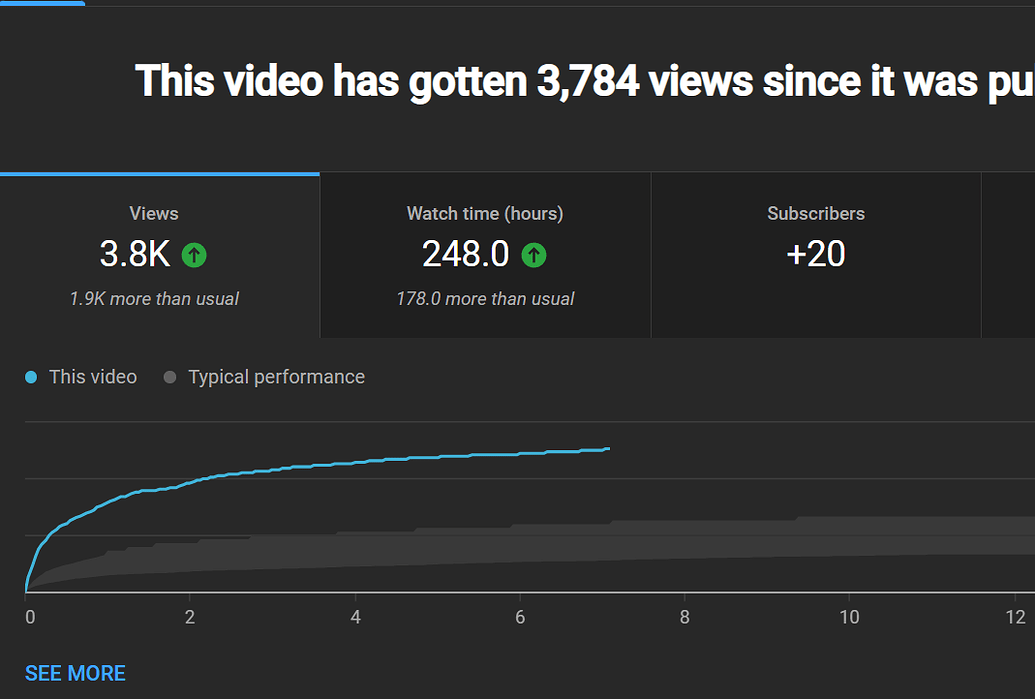 This video has gotten 3,784 views since it was pu
Views
3.8K
1.9K more than usual
Watch time (hours)
248.0
178.0 more than usual
Subscribers
+20
This video
Typical performance
0 2 4 6 8 10 12
SEE MORE